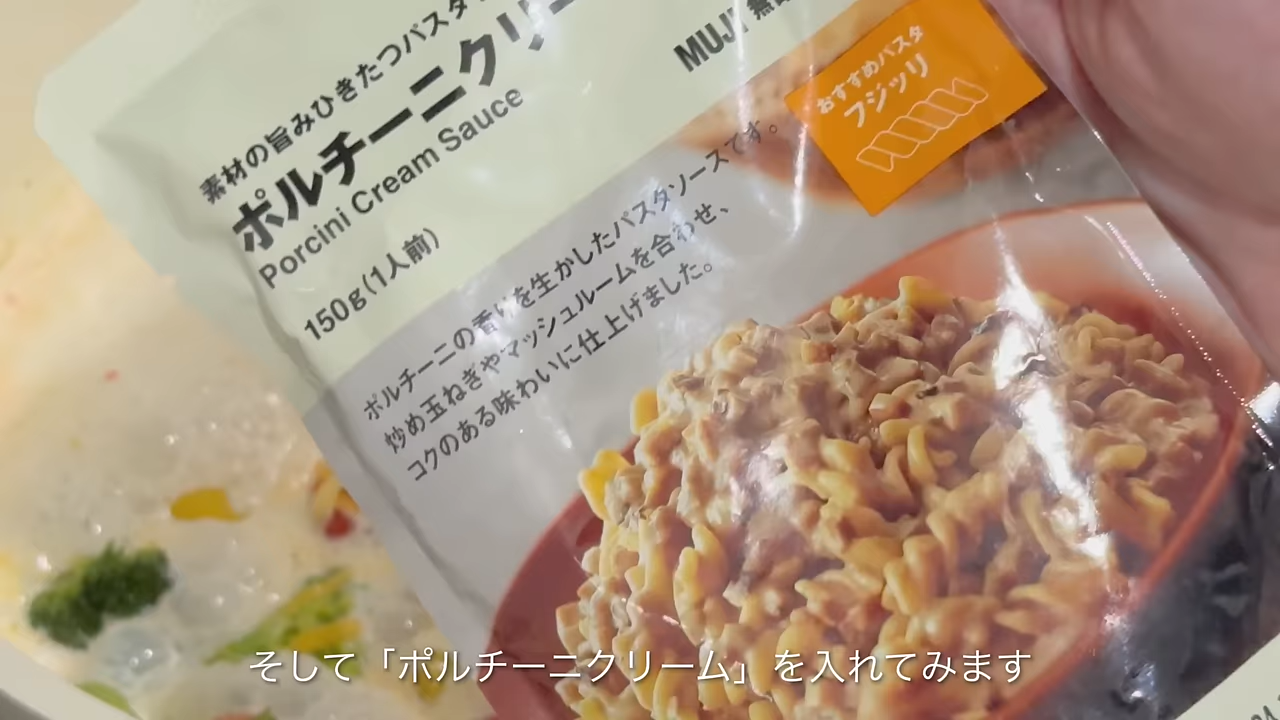 素材の旨みひきたつパスタ
ポルチーニクリー
Porcini Cream Sauce
150g(1人前)
MUJI 無
おすすめパスタ
フジッリ
ポルチーニの香りを生かしたパスタソースです。
炒め玉ねぎやマッシュルームを合わせ、
コクのある味わいに仕上げました。
そして「ポルチーニクリーム」を入れてみます